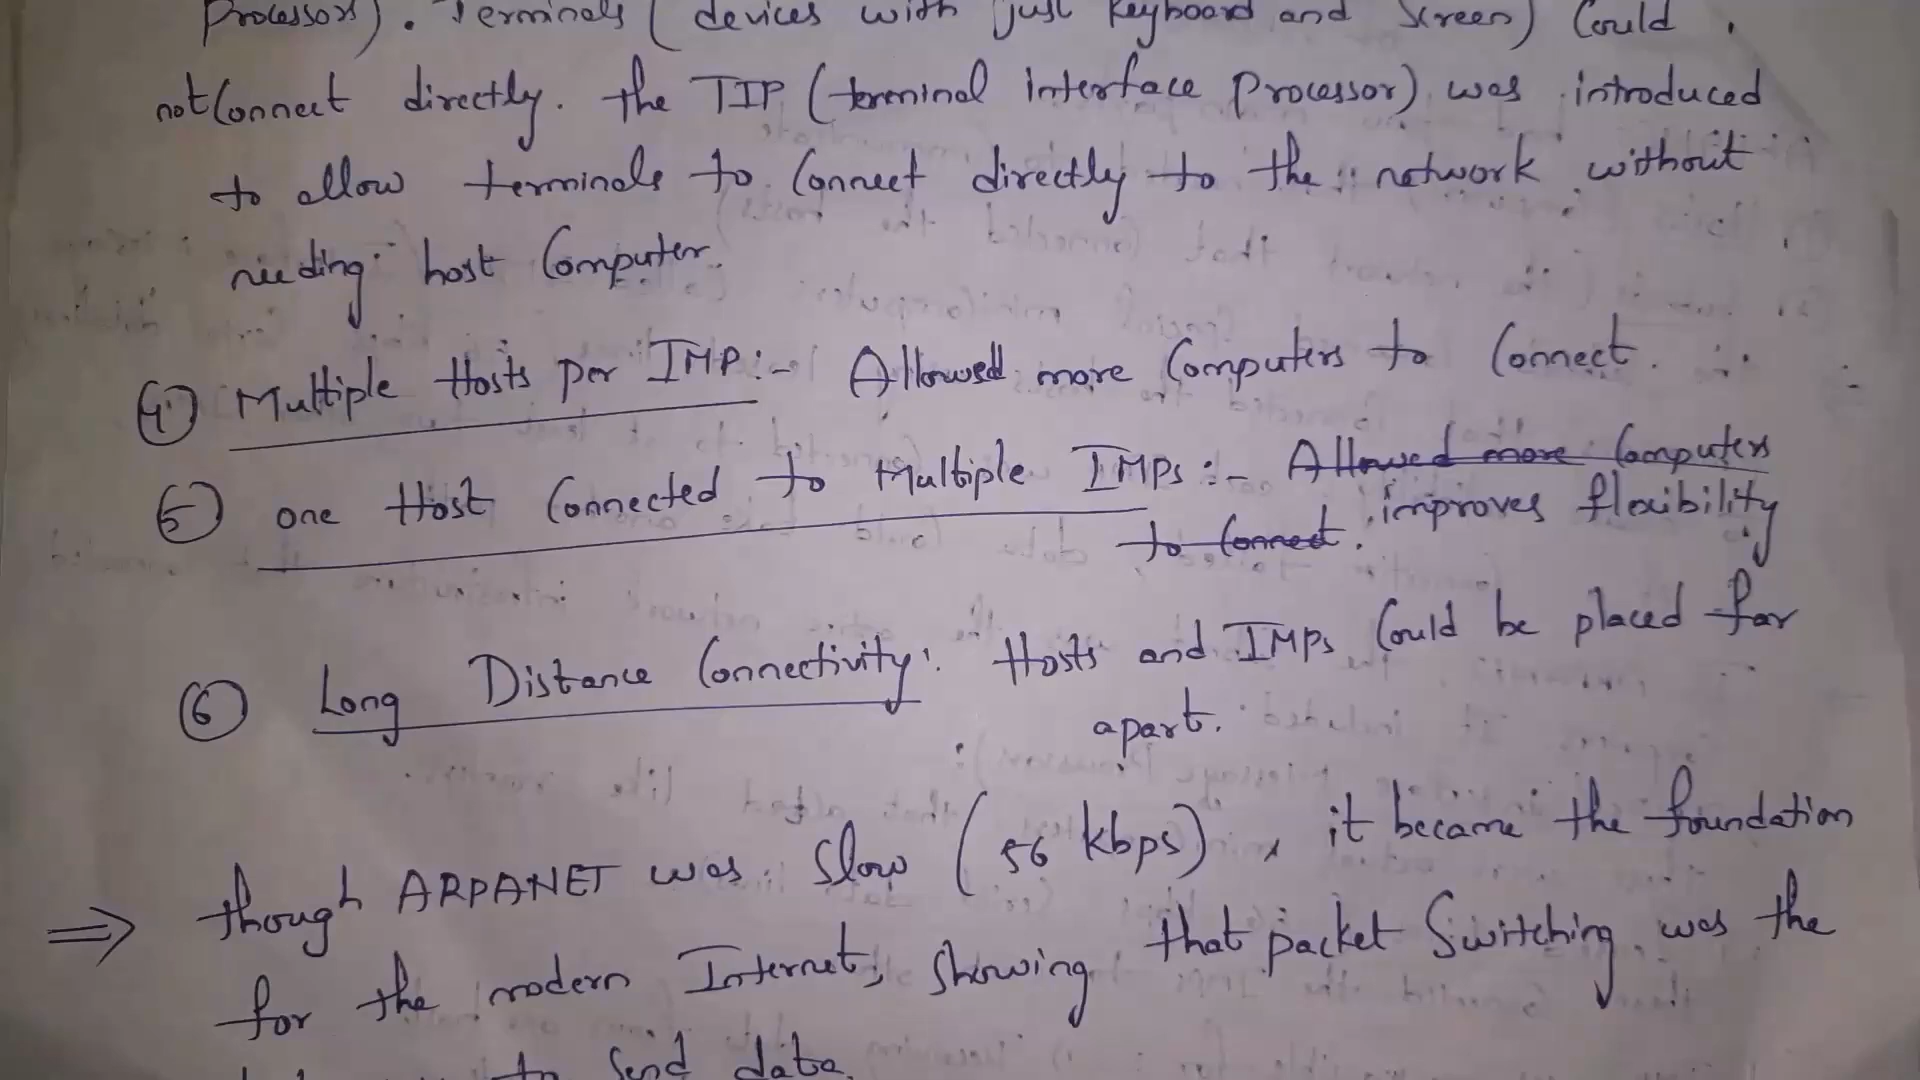 Processors). Terminals (devices with just keyboard and screen) Could
not Connect directly. the TIP (terminal interface Processor) was introduced
to allow terminals to Connect directly to the network without
needing host Computer.
④ Multiple Hosts per IMP:- Allowed more Computers to Connect.
⑤ one Host Connected to Multiple IMPs:- Allowed more Computers
to Connect. improves flexibility
⑥ Long Distance Connectivity: Hosts and IMPs Could be placed far
apart.
⇒ though ARPANET was slow (56 kbps), it became the foundation
for the modern Internet, showing that packet Switching was the
to Send data.